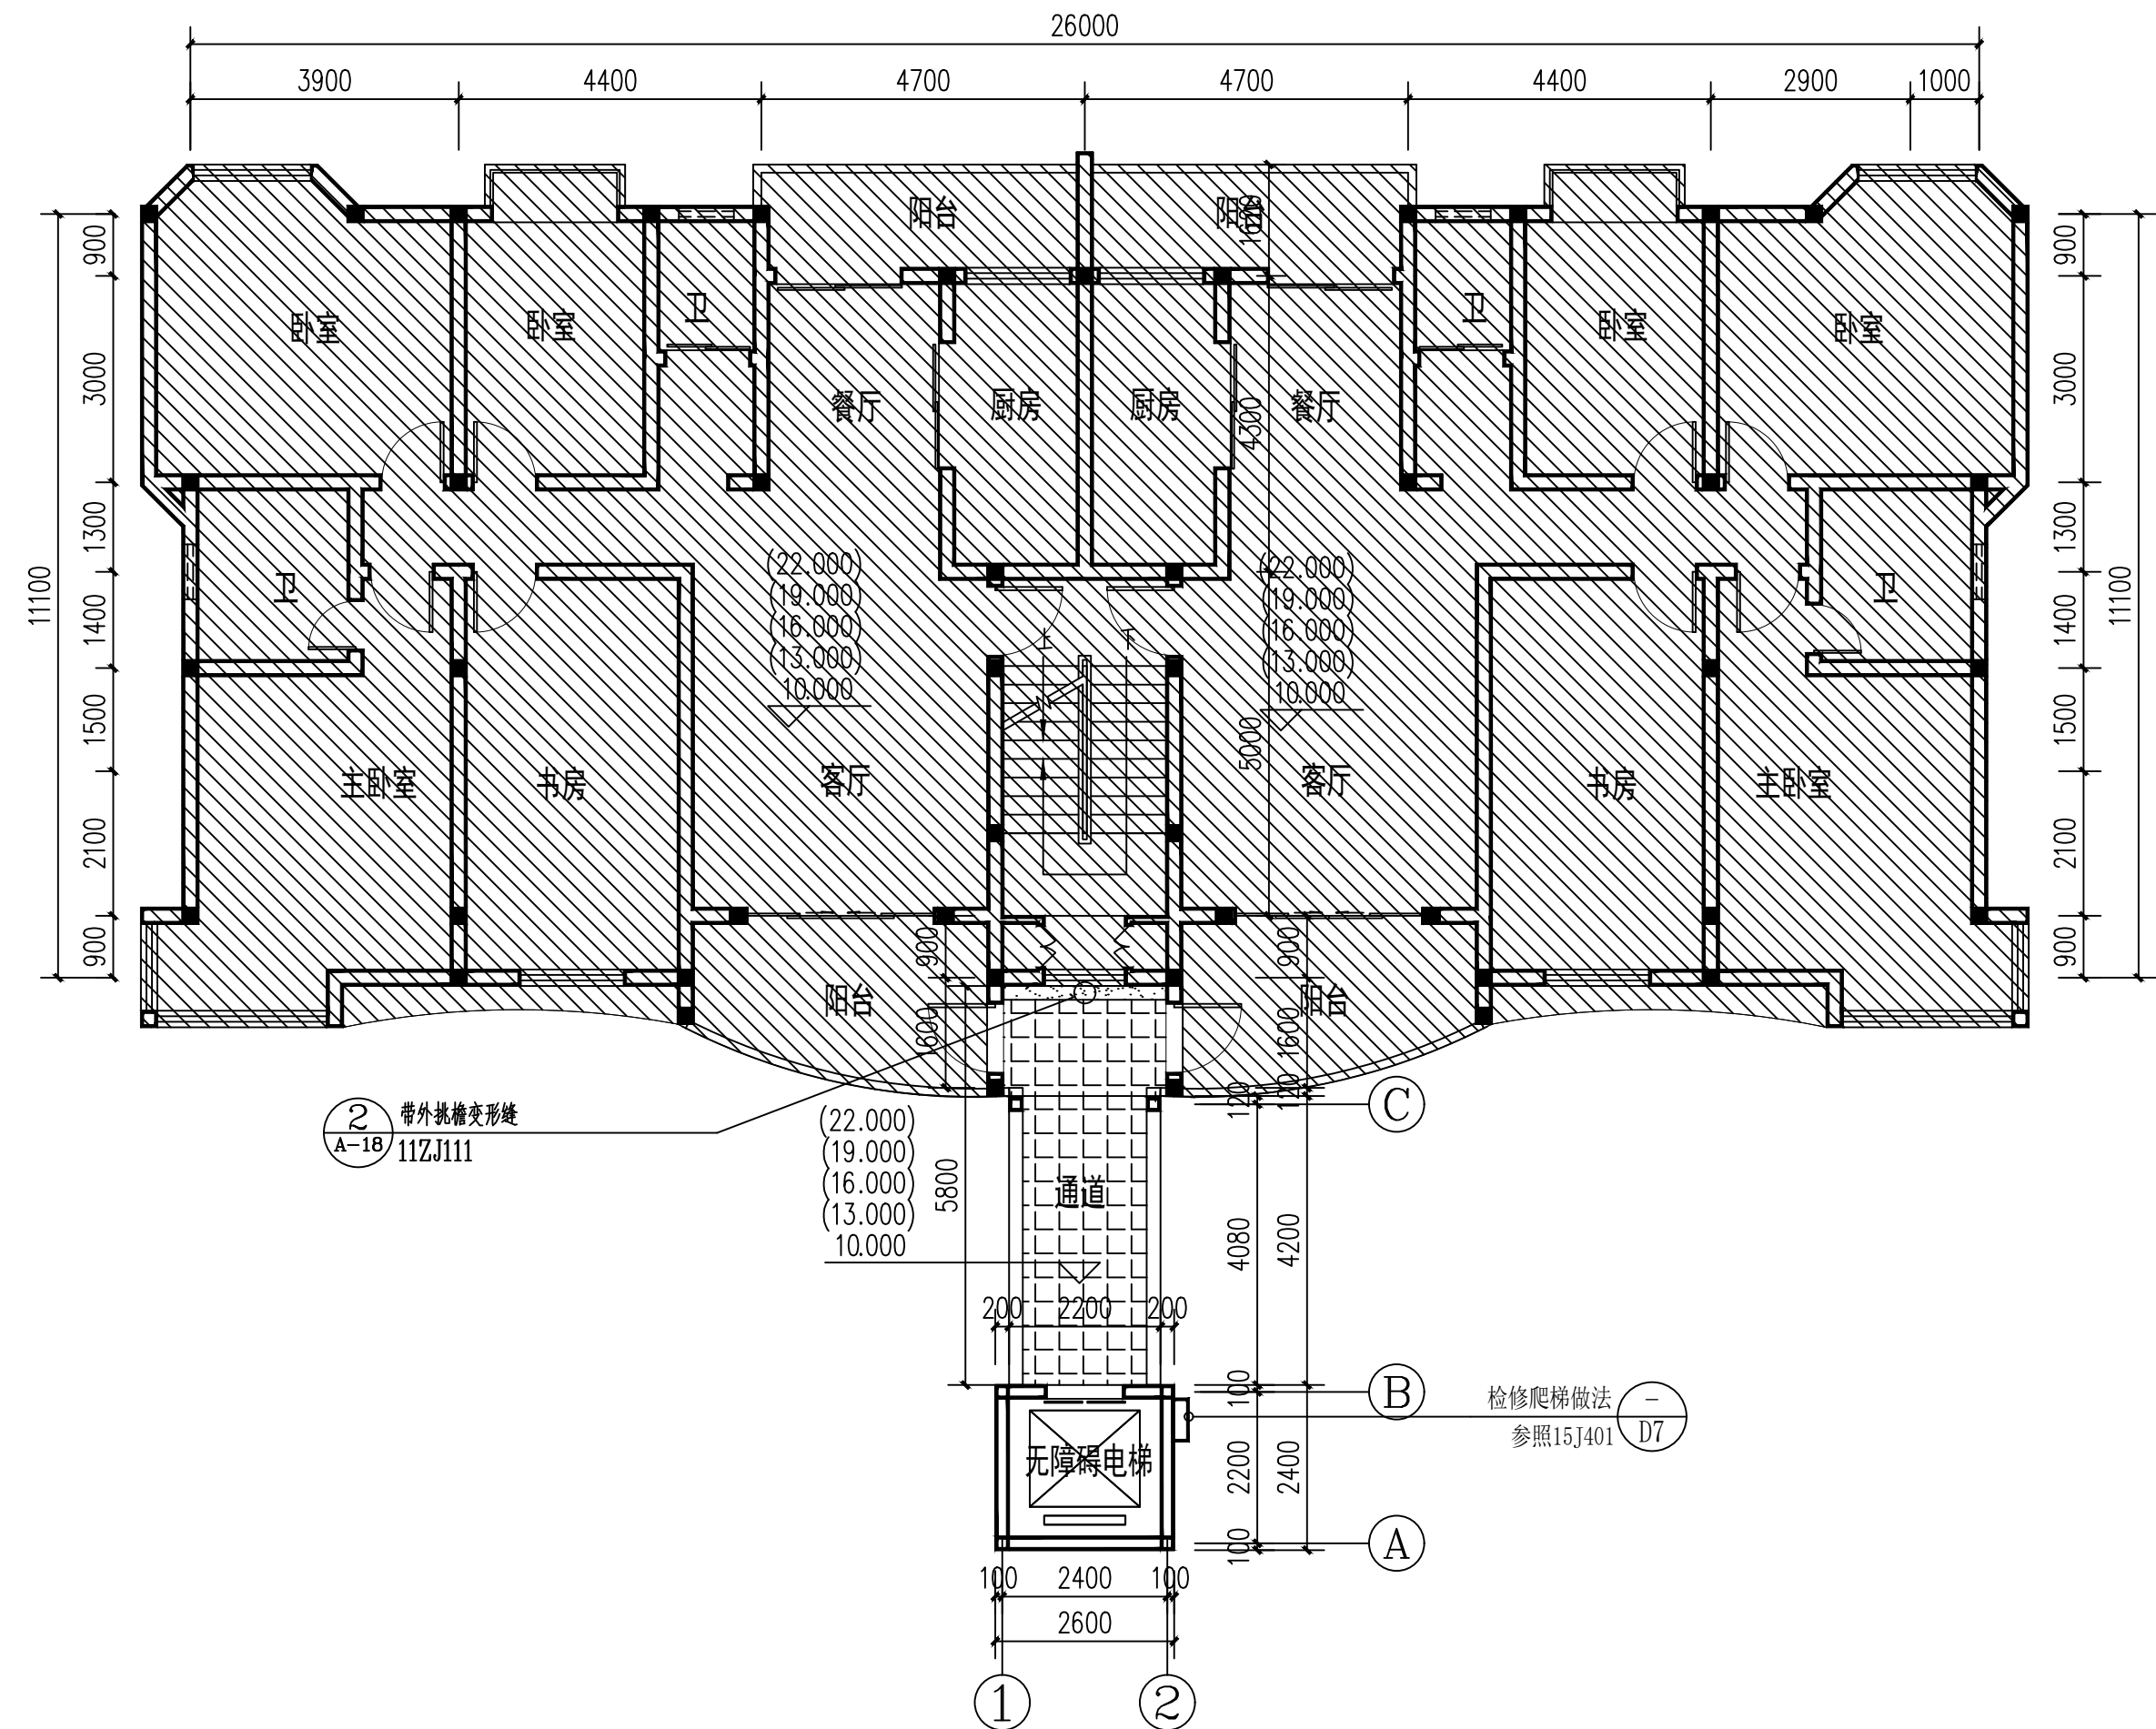 26000
3900
4400
4700
4700
4400
2900
1000
阳台
阳台
1600
900
900
卧室
卧室
卫
卫
卧室
卧室
3000
3000
餐厅
厨房
厨房
餐厅
4300
11100
11100
1300
1300
卫
卫
1400
1400
(22.000)
(19.000)
(16.000)
(13.000)
10.000
(22.000)
(19.000)
(16.000)
(13.000)
10.000
上
下
1500
1500
5000
主卧室
书房
客厅
客厅
书房
主卧室
2100
2100
900
900
900
900
阳台
阳台
1600
1600
120
120
C
2
A-18
带外挑檐变形缝
11ZJ111
(22.000)
(19.000)
(16.000)
(13.000)
10.000
5800
通道
4080
4200
200
2200
200
100
B
检修爬梯做法
参照15J401
-
D7
无障碍电梯
2200
2400
100
A
100
2400
100
2600
1
2